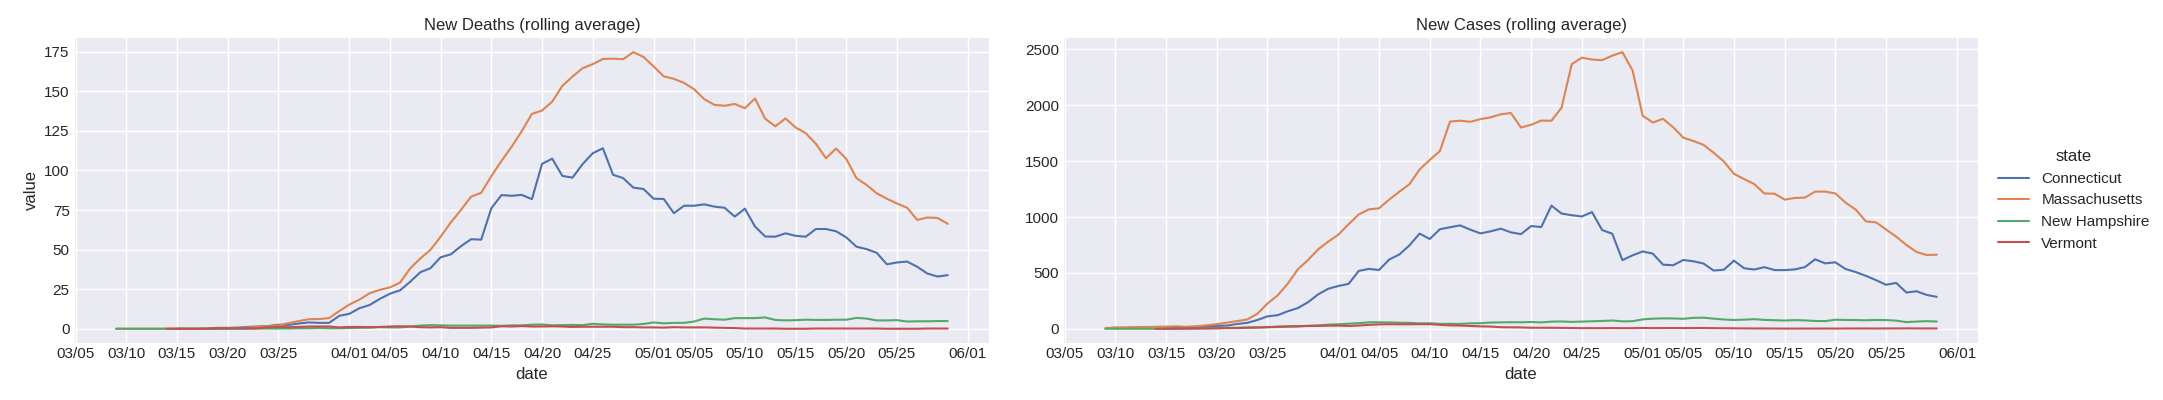 New Deaths (rolling average)
value
175
150
125
100
75
50
25
0
03/05 03/10 03/15 03/20 03/25 04/01 04/05 04/10 04/15 04/20 04/25 05/01 05/05 05/10 05/15 05/20 05/25 06/01
date
New Cases (rolling average)
2500
2000
1500
1000
500
0
03/05 03/10 03/15 03/20 03/25 04/01 04/05 04/10 04/15 04/20 04/25 05/01 05/05 05/10 05/15 05/20 05/25 06/01
date
state
Connecticut
Massachusetts
New Hampshire
Vermont